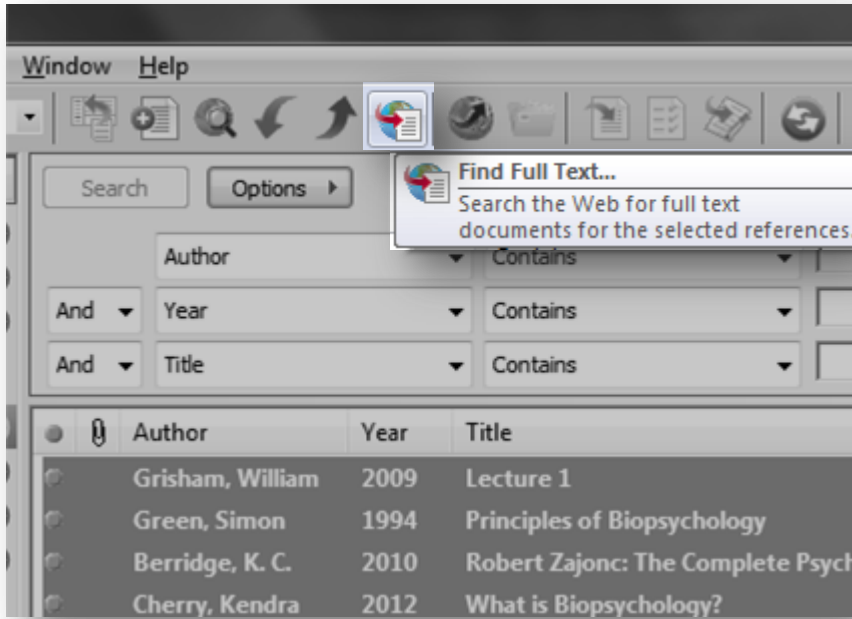 Window Help
Search Options
Find Full Text...
Search the Web for full text
documents for the selected references.
Author Contains
And Year Contains
And Title Contains
Author Year Title
Grisham, William 2009 Lecture 1
Green, Simon 1994 Principles of Biopsychology
Berridge, K. C. 2010 Robert Zajonc: The Complete Psych
Cherry, Kendra 2012 What is Biopsychology?